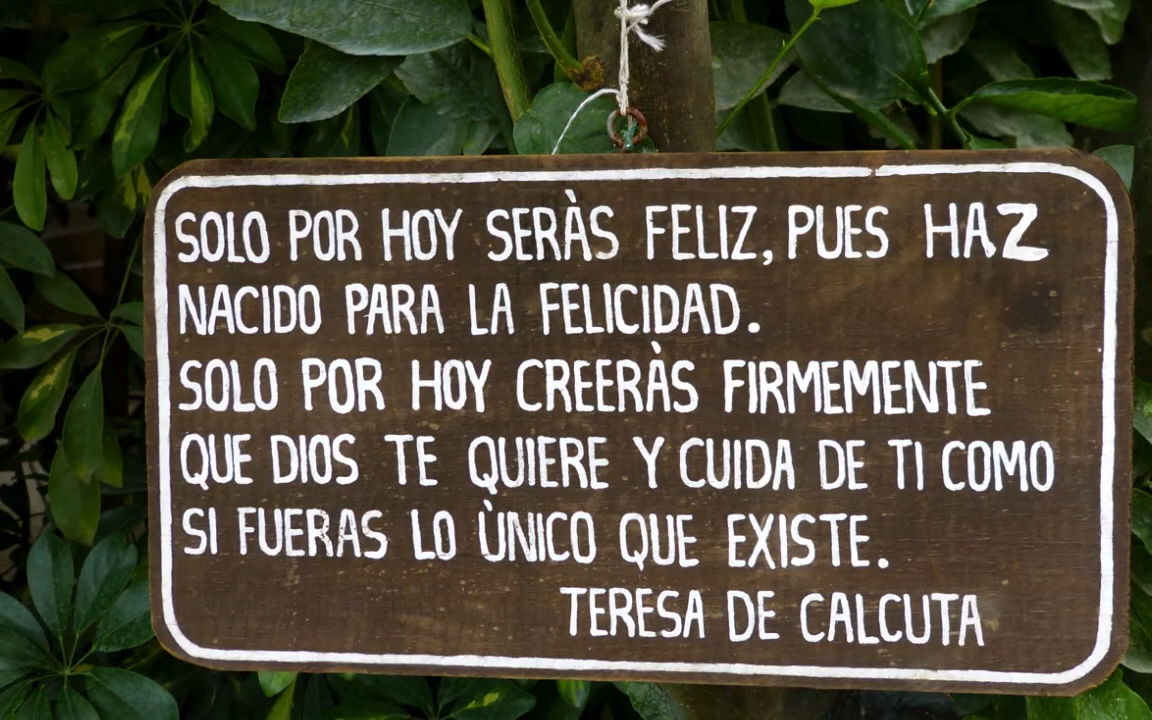 SOLO POR HOY SERÀS FELIZ, PUES HAZ
NACIDO PARA LA FELICIDAD.
SOLO POR HOY CREERÀS FIRMEMENTE
QUE DIOS TE QUIERE Y CUIDA DE TI COMO
SI FUERAS LO ÙNICO QUE EXISTE.
TERESA DE CALCUTA